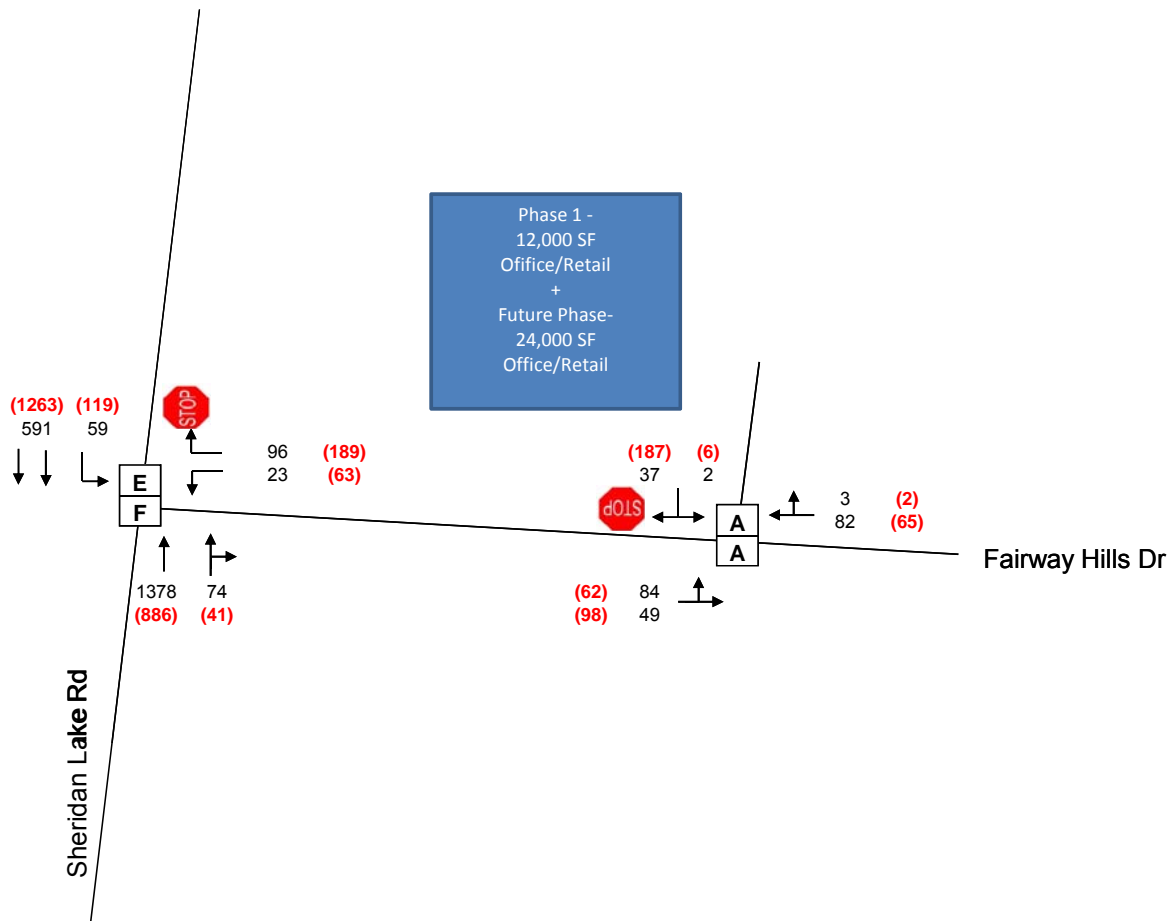 Phase 1 -
12,000 SF
Ofifice/Retail
+
Future Phase-
24,000 SF
Office/Retail
(1263) (119)
591 59
STOP
96 (189)
23 (63)
E
F
1378 74
(886) (41)
(187) (6)
37 2
STOP
A
A
3 (2)
82 (65)
(62) 84
(98) 49
Fairway Hills Dr
Sheridan Lake Rd